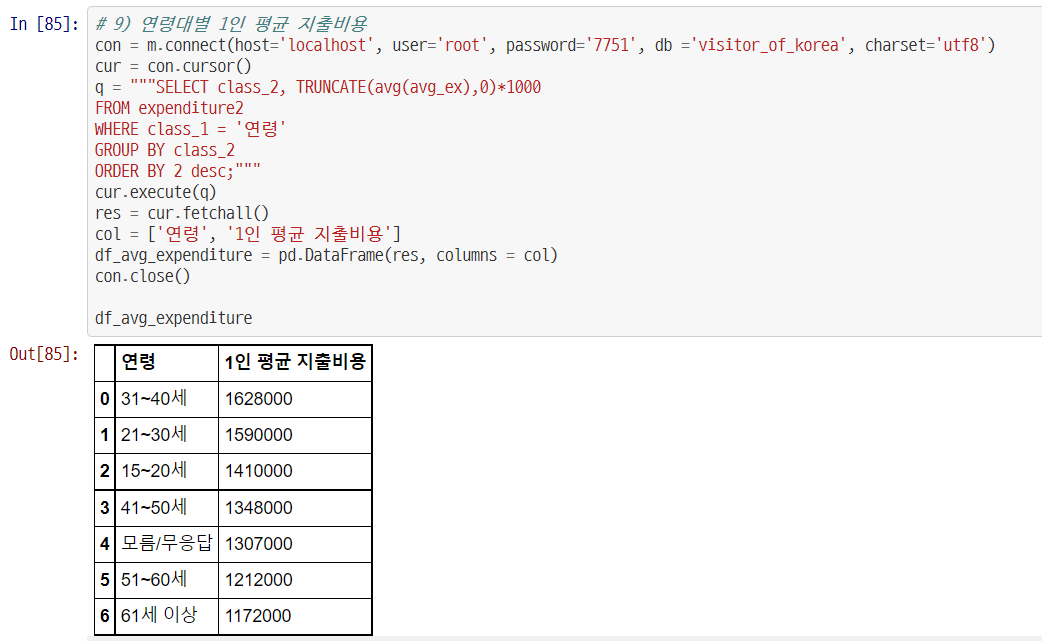 In [85]:
# 9) 연령대별 1인 평균 지출비용
con = m.connect(host='localhost', user='root', password='7751', db ='visitor_of_korea', charset='utf8')
cur = con.cursor()
q = """SELECT class_2, TRUNCATE(avg(avg_ex),0)*1000
FROM expenditure2
WHERE class_1 = '연령'
GROUP BY class_2
ORDER BY 2 desc;"""
cur.execute(q)
res = cur.fetchall()
col = ['연령', '1인 평균 지출비용']
df_avg_expenditure = pd.DataFrame(res, columns = col)
con.close()
df_avg_expenditure
Out[85]:
연령 1인 평균 지출비용
0 31~40세 1628000
1 21~30세 1590000
2 15~20세 1410000
3 41~50세 1348000
4 모름/무응답 1307000
5 51~60세 1212000
6 61세 이상 1172000